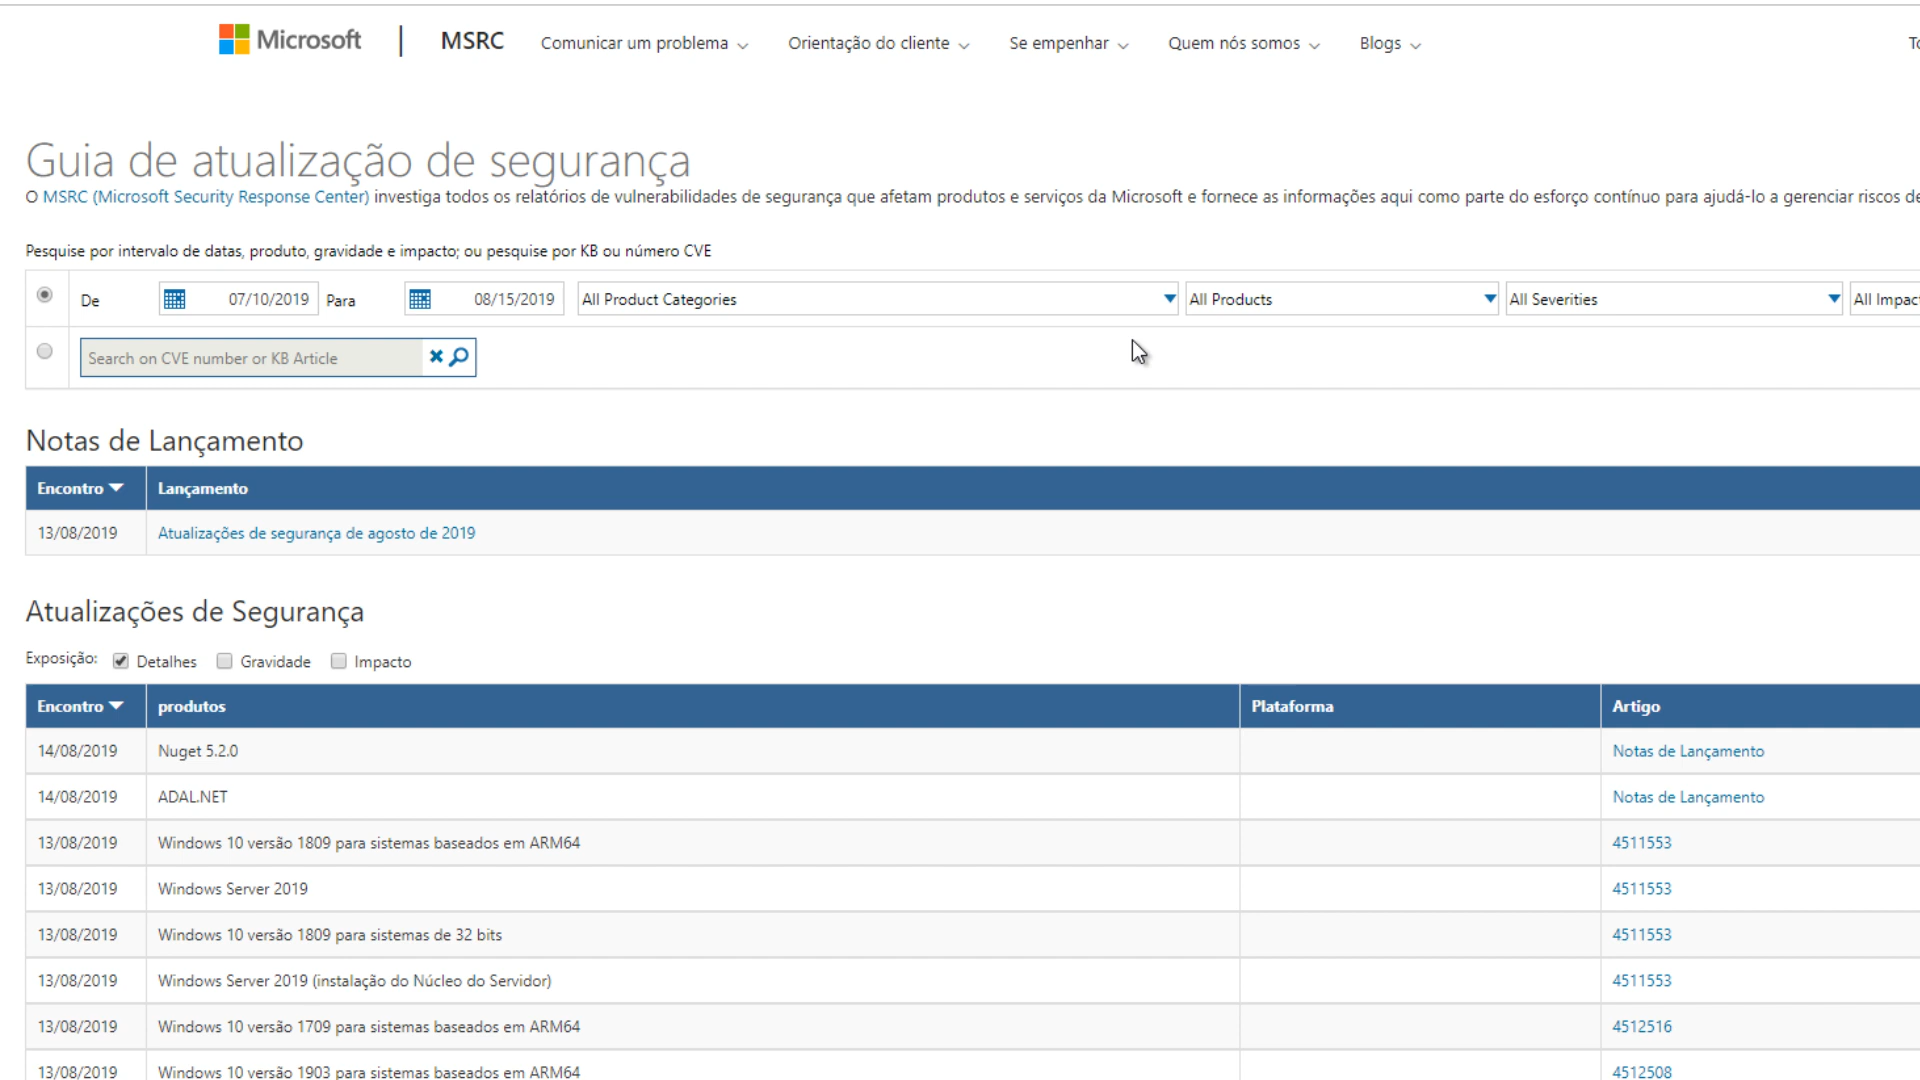 Microsoft | MSRC Comunicar um problema Orientação do cliente Se empenhar Quem nós somos Blogs
Guia de atualização de segurança
O MSRC (Microsoft Security Response Center) investiga todos os relatórios de vulnerabilidades de segurança que afetam produtos e serviços da Microsoft e fornece as informações aqui como parte do esforço contínuo para ajudá-lo a gerenciar riscos de
Pesquise por intervalo de datas, produto, gravidade e impacto; ou pesquise por KB ou número CVE
De 07/10/2019 Para 08/15/2019 All Product Categories All Products All Severities All Impac
Search on CVE number or KB Article
Notas de Lançamento
Encontro Lançamento
13/08/2019 Atualizações de segurança de agosto de 2019
Atualizações de Segurança
Exposição: Detalhes Gravidade Impacto
Encontro produtos Plataforma Artigo
14/08/2019 Nuget 5.2.0 Notas de Lançamento
14/08/2019 ADAL.NET Notas de Lançamento
13/08/2019 Windows 10 versão 1809 para sistemas baseados em ARM64 4511553
13/08/2019 Windows Server 2019 4511553
13/08/2019 Windows 10 versão 1809 para sistemas de 32 bits 4511553
13/08/2019 Windows Server 2019 (instalação do Núcleo do Servidor) 4511553
13/08/2019 Windows 10 versão 1709 para sistemas baseados em ARM64 4512516
13/08/2019 Windows 10 versão 1903 para sistemas baseados em ARM64 4512508